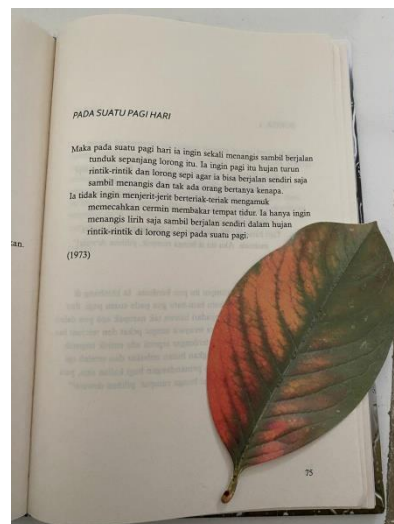 PADA SUATU PAGI HARI
Maka pada suatu pagi hari ia ingin sekali menangis sambil berjalan
tunduk sepanjang lorong itu. Ia ingin pagi itu hujan turun
rintik-rintik dan lorong sepi agar ia bisa berjalan sendiri saja
sambil menangis dan tak ada orang bertanya kenapa.
Ia tidak ingin menjerit-jerit berteriak-teriak mengamuk
memecahkan cermin membakar tempat tidur. Ia hanya ingin
menangis lirih saja sambil berjalan sendiri dalam hujan
rintik-rintik di lorong sepi pada suatu pagi.
(1973)
75